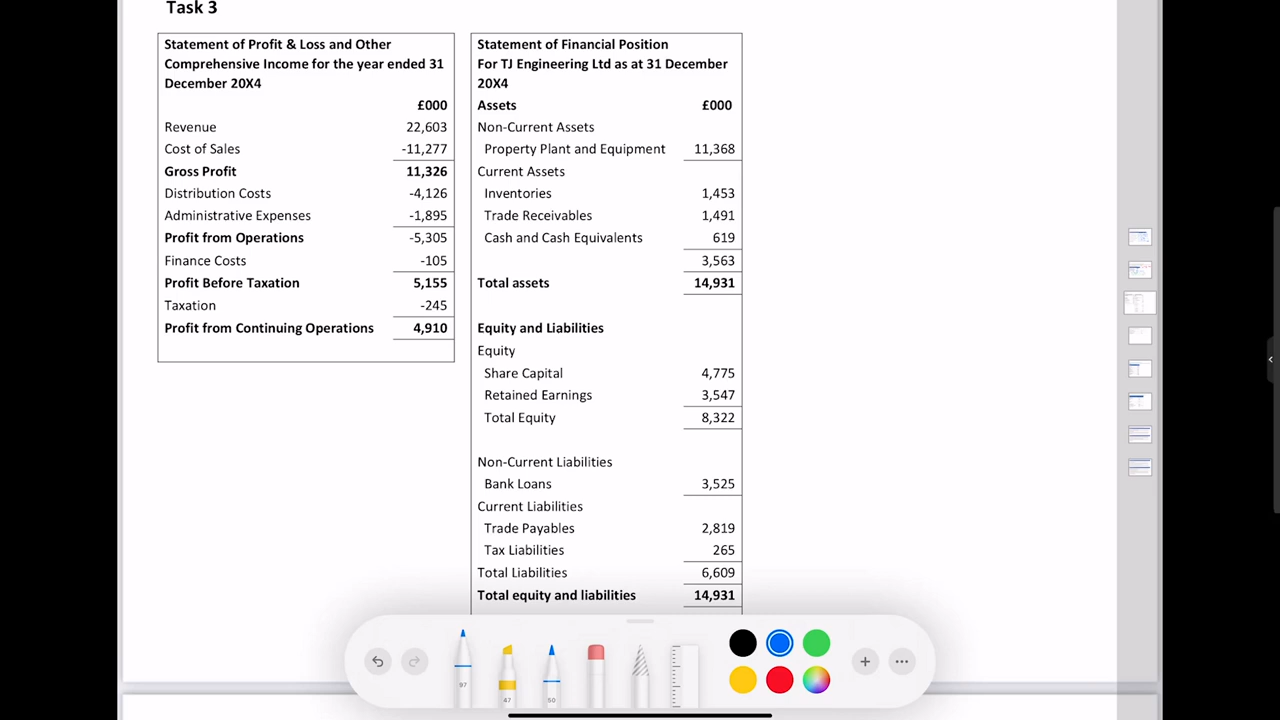 Task 3
Statement of Profit & Loss and Other
Comprehensive Income for the year ended 31
December 20X4
£000
Revenue 22,603
Cost of Sales -11,277
Gross Profit 11,326
Distribution Costs -4,126
Administrative Expenses -1,895
Profit from Operations -5,305
Finance Costs -105
Profit Before Taxation 5,155
Taxation -245
Profit from Continuing Operations 4,910
Statement of Financial Position
For TJ Engineering Ltd as at 31 December
20X4
Assets £000
Non-Current Assets
Property Plant and Equipment 11,368
Current Assets
Inventories 1,453
Trade Receivables 1,491
Cash and Cash Equivalents 619
3,563
Total assets 14,931
Equity and Liabilities
Equity
Share Capital 4,775
Retained Earnings 3,547
Total Equity 8,322
Non-Current Liabilities
Bank Loans 3,525
Current Liabilities
Trade Payables 2,819
Tax Liabilities 265
Total Liabilities 6,609
Total equity and liabilities 14,931
97
47
50